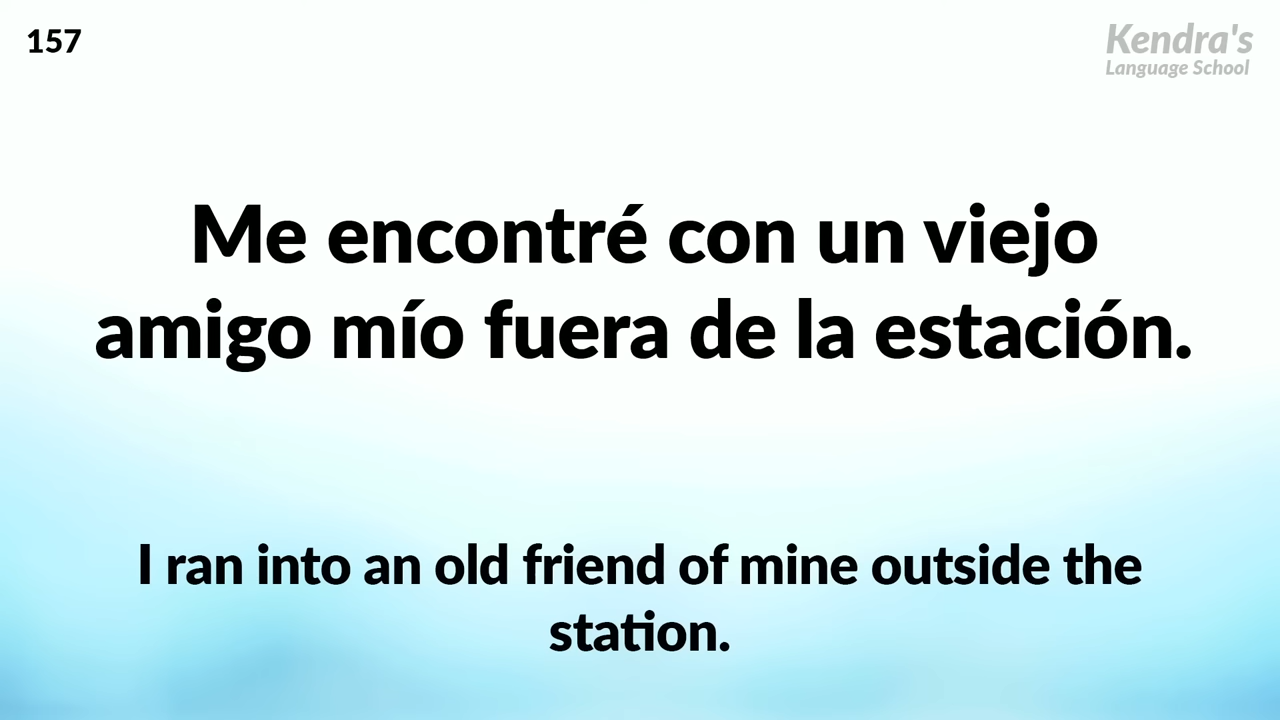 157
Kendra's
Language School
Me encontré con un viejo
amigo mío fuera de la estación.
I ran into an old friend of mine outside the
station.